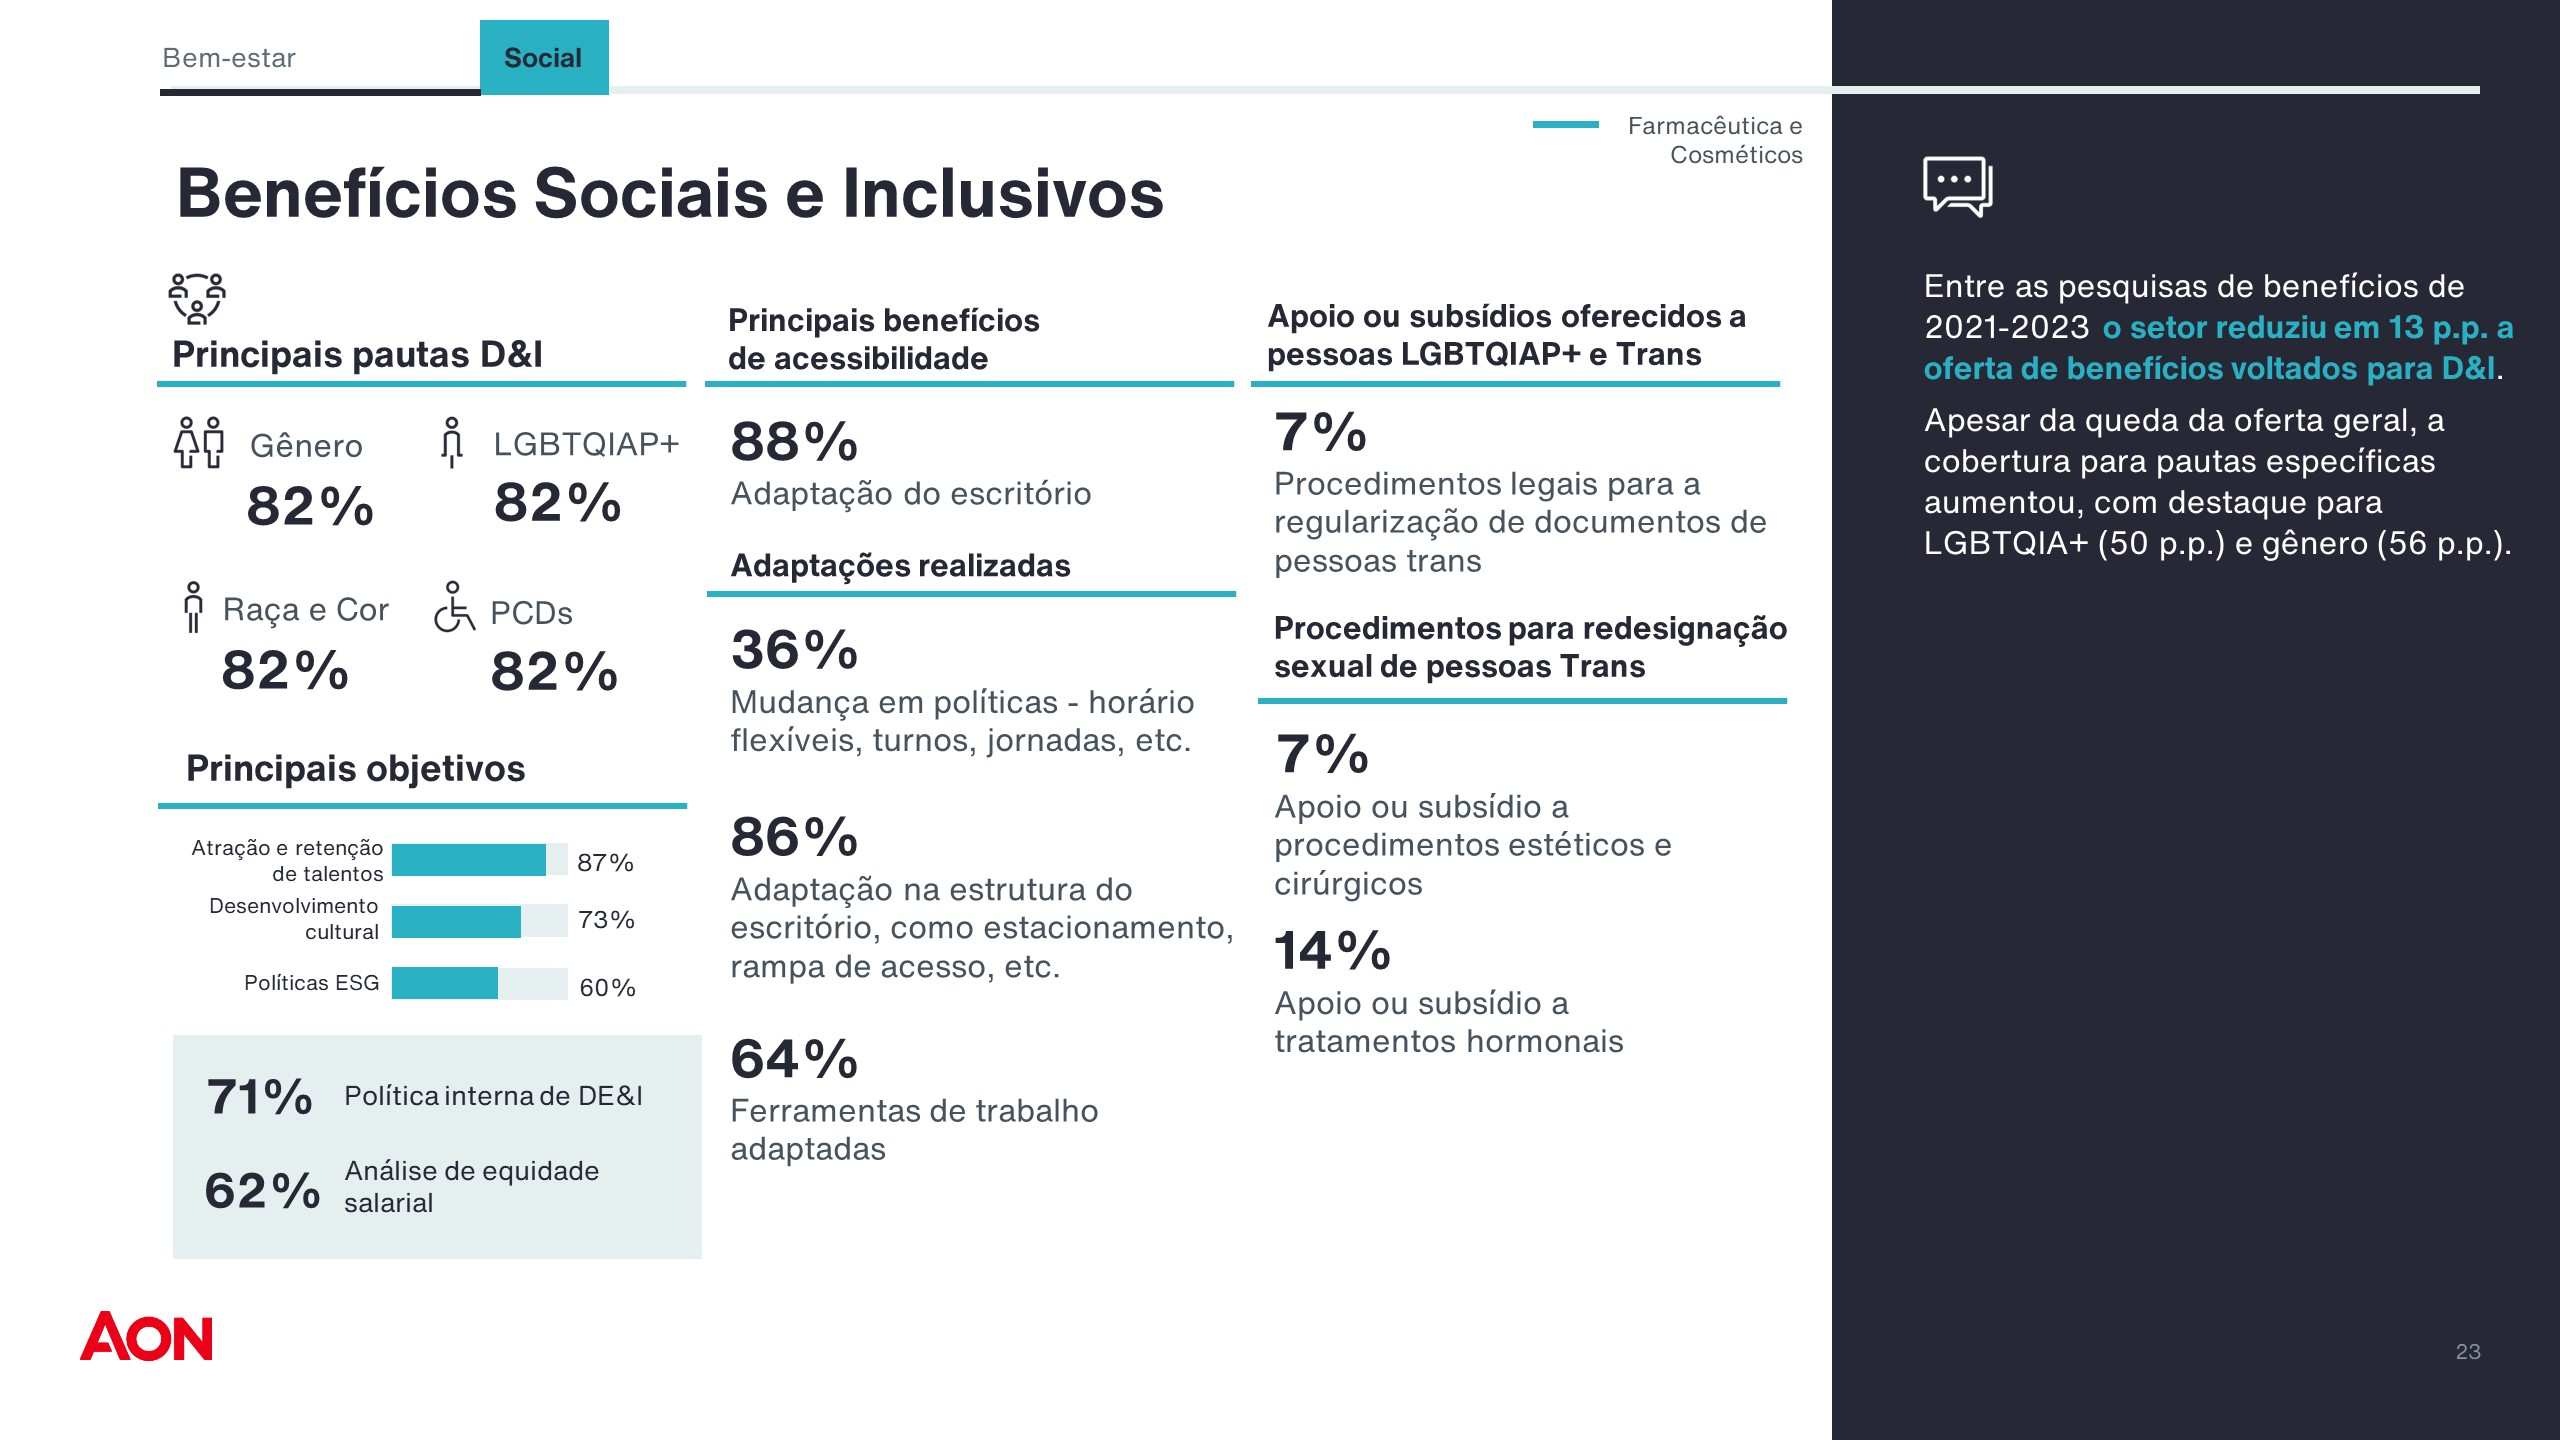 Bem-estar
Social
Farmacêutica e
Cosméticos
Benefícios Sociais e Inclusivos
Principais pautas D&I
Gênero
82%
LGBTQIAP+
82%
Raça e Cor
82%
PCDs
82%
Principais objetivos
Atração e retenção
de talentos
87%
Desenvolvimento
cultural
73%
Políticas ESG
60%
71%
Política interna de DE&I
62%
Análise de equidade
salarial
Principais benefícios
de acessibilidade
88%
Adaptação do escritório
Adaptações realizadas
36%
Mudança em políticas - horário
flexíveis, turnos, jornadas, etc.
86%
Adaptação na estrutura do
escritório, como estacionamento,
rampa de acesso, etc.
64%
Ferramentas de trabalho
adaptadas
Apoio ou subsídios oferecidos a
pessoas LGBTQIAP+ e Trans
7%
Procedimentos legais para a
regularização de documentos de
pessoas trans
Procedimentos para redesignação
sexual de pessoas Trans
7%
Apoio ou subsídio a
procedimentos estéticos e
cirúrgicos
14%
Apoio ou subsídio a
tratamentos hormonais
Entre as pesquisas de benefícios de
2021-2023 o setor reduziu em 13 p.p. a
oferta de benefícios voltados para D&I.
Apesar da queda da oferta geral, a
cobertura para pautas específicas
aumentou, com destaque para
LGBTQIA+ (50 p.p.) e gênero (56 p.p.).
AON
23